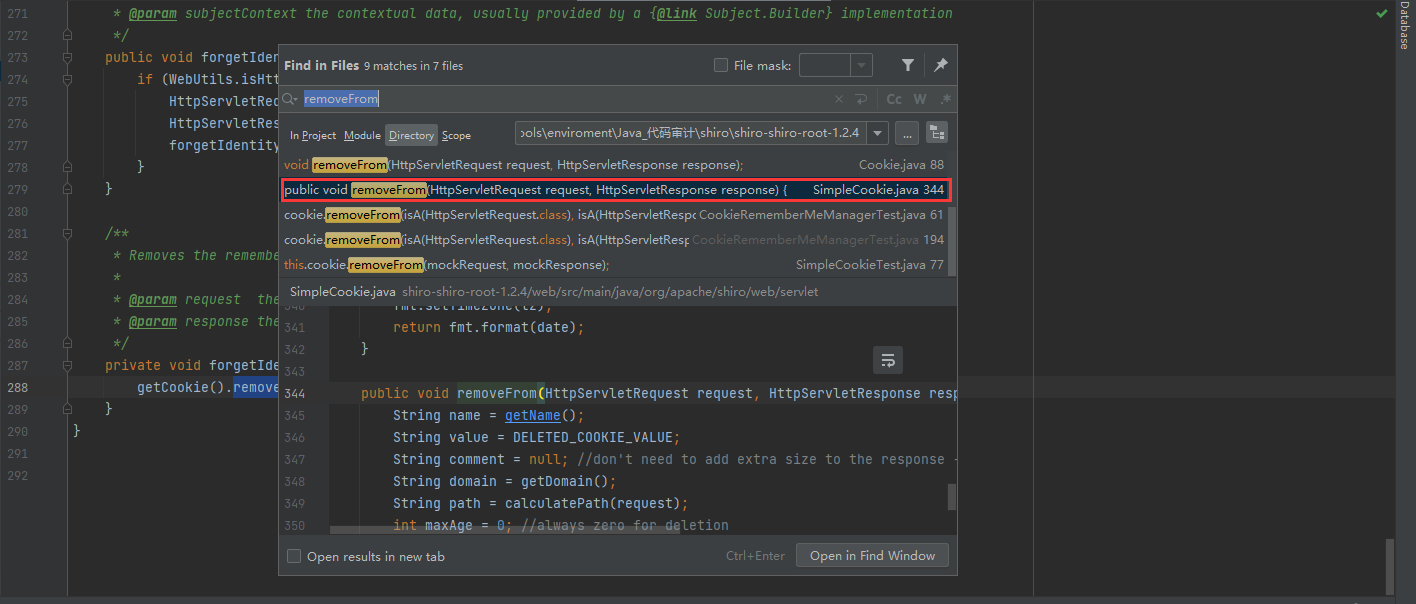 271 * @param subjectContext the contextual data, usually provided by a {@link Subject.Builder} implementation
272 */
273 public void forgetIden
274 if (WebUtils.isHtt
275 HttpServletReq
276 HttpServletRes
277 forgetIdentity
278 }
279 }
280
281 /**
282 * Removes the remembe
283 *
284 * @param request the
285 * @param response the
286 */
287 private void forgetIde
288 getCookie().remove
289 }
290 }
291
292
Database
Find in Files 9 matches in 7 files
File mask:
removeFrom
Cc W .*
In Project Module Directory Scope
ools\enviroment\Java_代码审计\shiro\shiro-shiro-root-1.2.4
...
void removeFrom(HttpServletRequest request, HttpServletResponse response); Cookie.java 88
public void removeFrom(HttpServletRequest request, HttpServletResponse response) { SimpleCookie.java 344
cookie.removeFrom(isA(HttpServletRequest.class), isA(HttpServletRespo CookieRememberMeManagerTest.java 61
cookie.removeFrom(isA(HttpServletRequest.class), isA(HttpServletResp CookieRememberMeManagerTest.java 194
this.cookie.removeFrom(mockRequest, mockResponse); SimpleCookieTest.java 77
SimpleCookie.java shiro-shiro-root-1.2.4/web/src/main/java/org/apache/shiro/web/servlet
340 fmt.setTimeZone(tz);
341 return fmt.format(date);
342 }
343
344 public void removeFrom(HttpServletRequest request, HttpServletResponse resp
345 String name = getName();
346 String value = DELETED_COOKIE_VALUE;
347 String comment = null; //don't need to add extra size to the response -
348 String domain = getDomain();
349 String path = calculatePath(request);
350 int maxAge = 0; //always zero for deletion
Open results in new tab
Ctrl+Enter
Open in Find Window